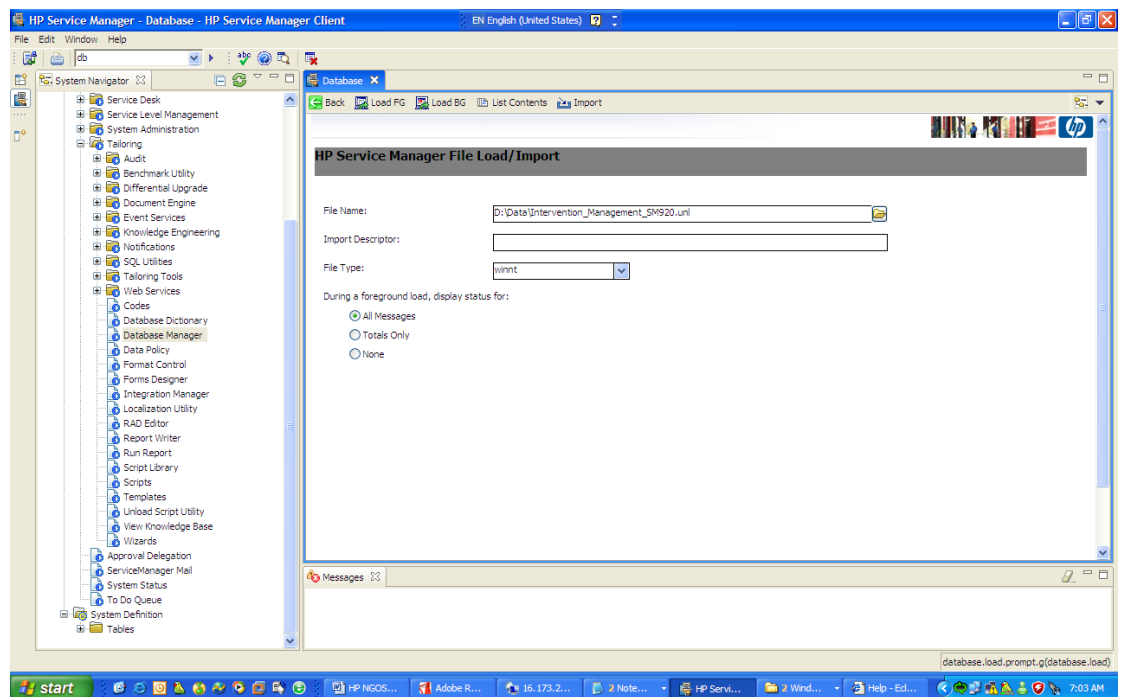 HP Service Manager - Database - HP Service Manager Client
EN English (United States)
File Edit Window Help
db
System Navigator
Service Desk
Service Level Management
System Administration
Tailoring
Audit
Benchmark Utility
Differential Upgrade
Document Engine
Event Services
Knowledge Engineering
Notifications
SQL Utilities
Tailoring Tools
Web Services
Codes
Database Dictionary
Database Manager
Data Policy
Format Control
Forms Designer
Integration Manager
Localization Utility
RAD Editor
Report Writer
Run Report
Script Library
Scripts
Templates
Unload Script Utility
View Knowledge Base
Wizards
Approval Delegation
ServiceManager Mail
System Status
To Do Queue
System Definition
Tables
Database
Back Load FG Load BG List Contents Import
hp
HP Service Manager File Load/Import
File Name: D:\Data\Intervention_Management_SM920.unl
Import Descriptor:
File Type: winnt
During a foreground load, display status for:
All Messages
Totals Only
None
Messages
database.load.prompt.g(database.load)
start HP NGOS... Adobe R... 16.173.2... 2 Note... HP Servi... 2 Wind... Help - Ed... 7:03 AM